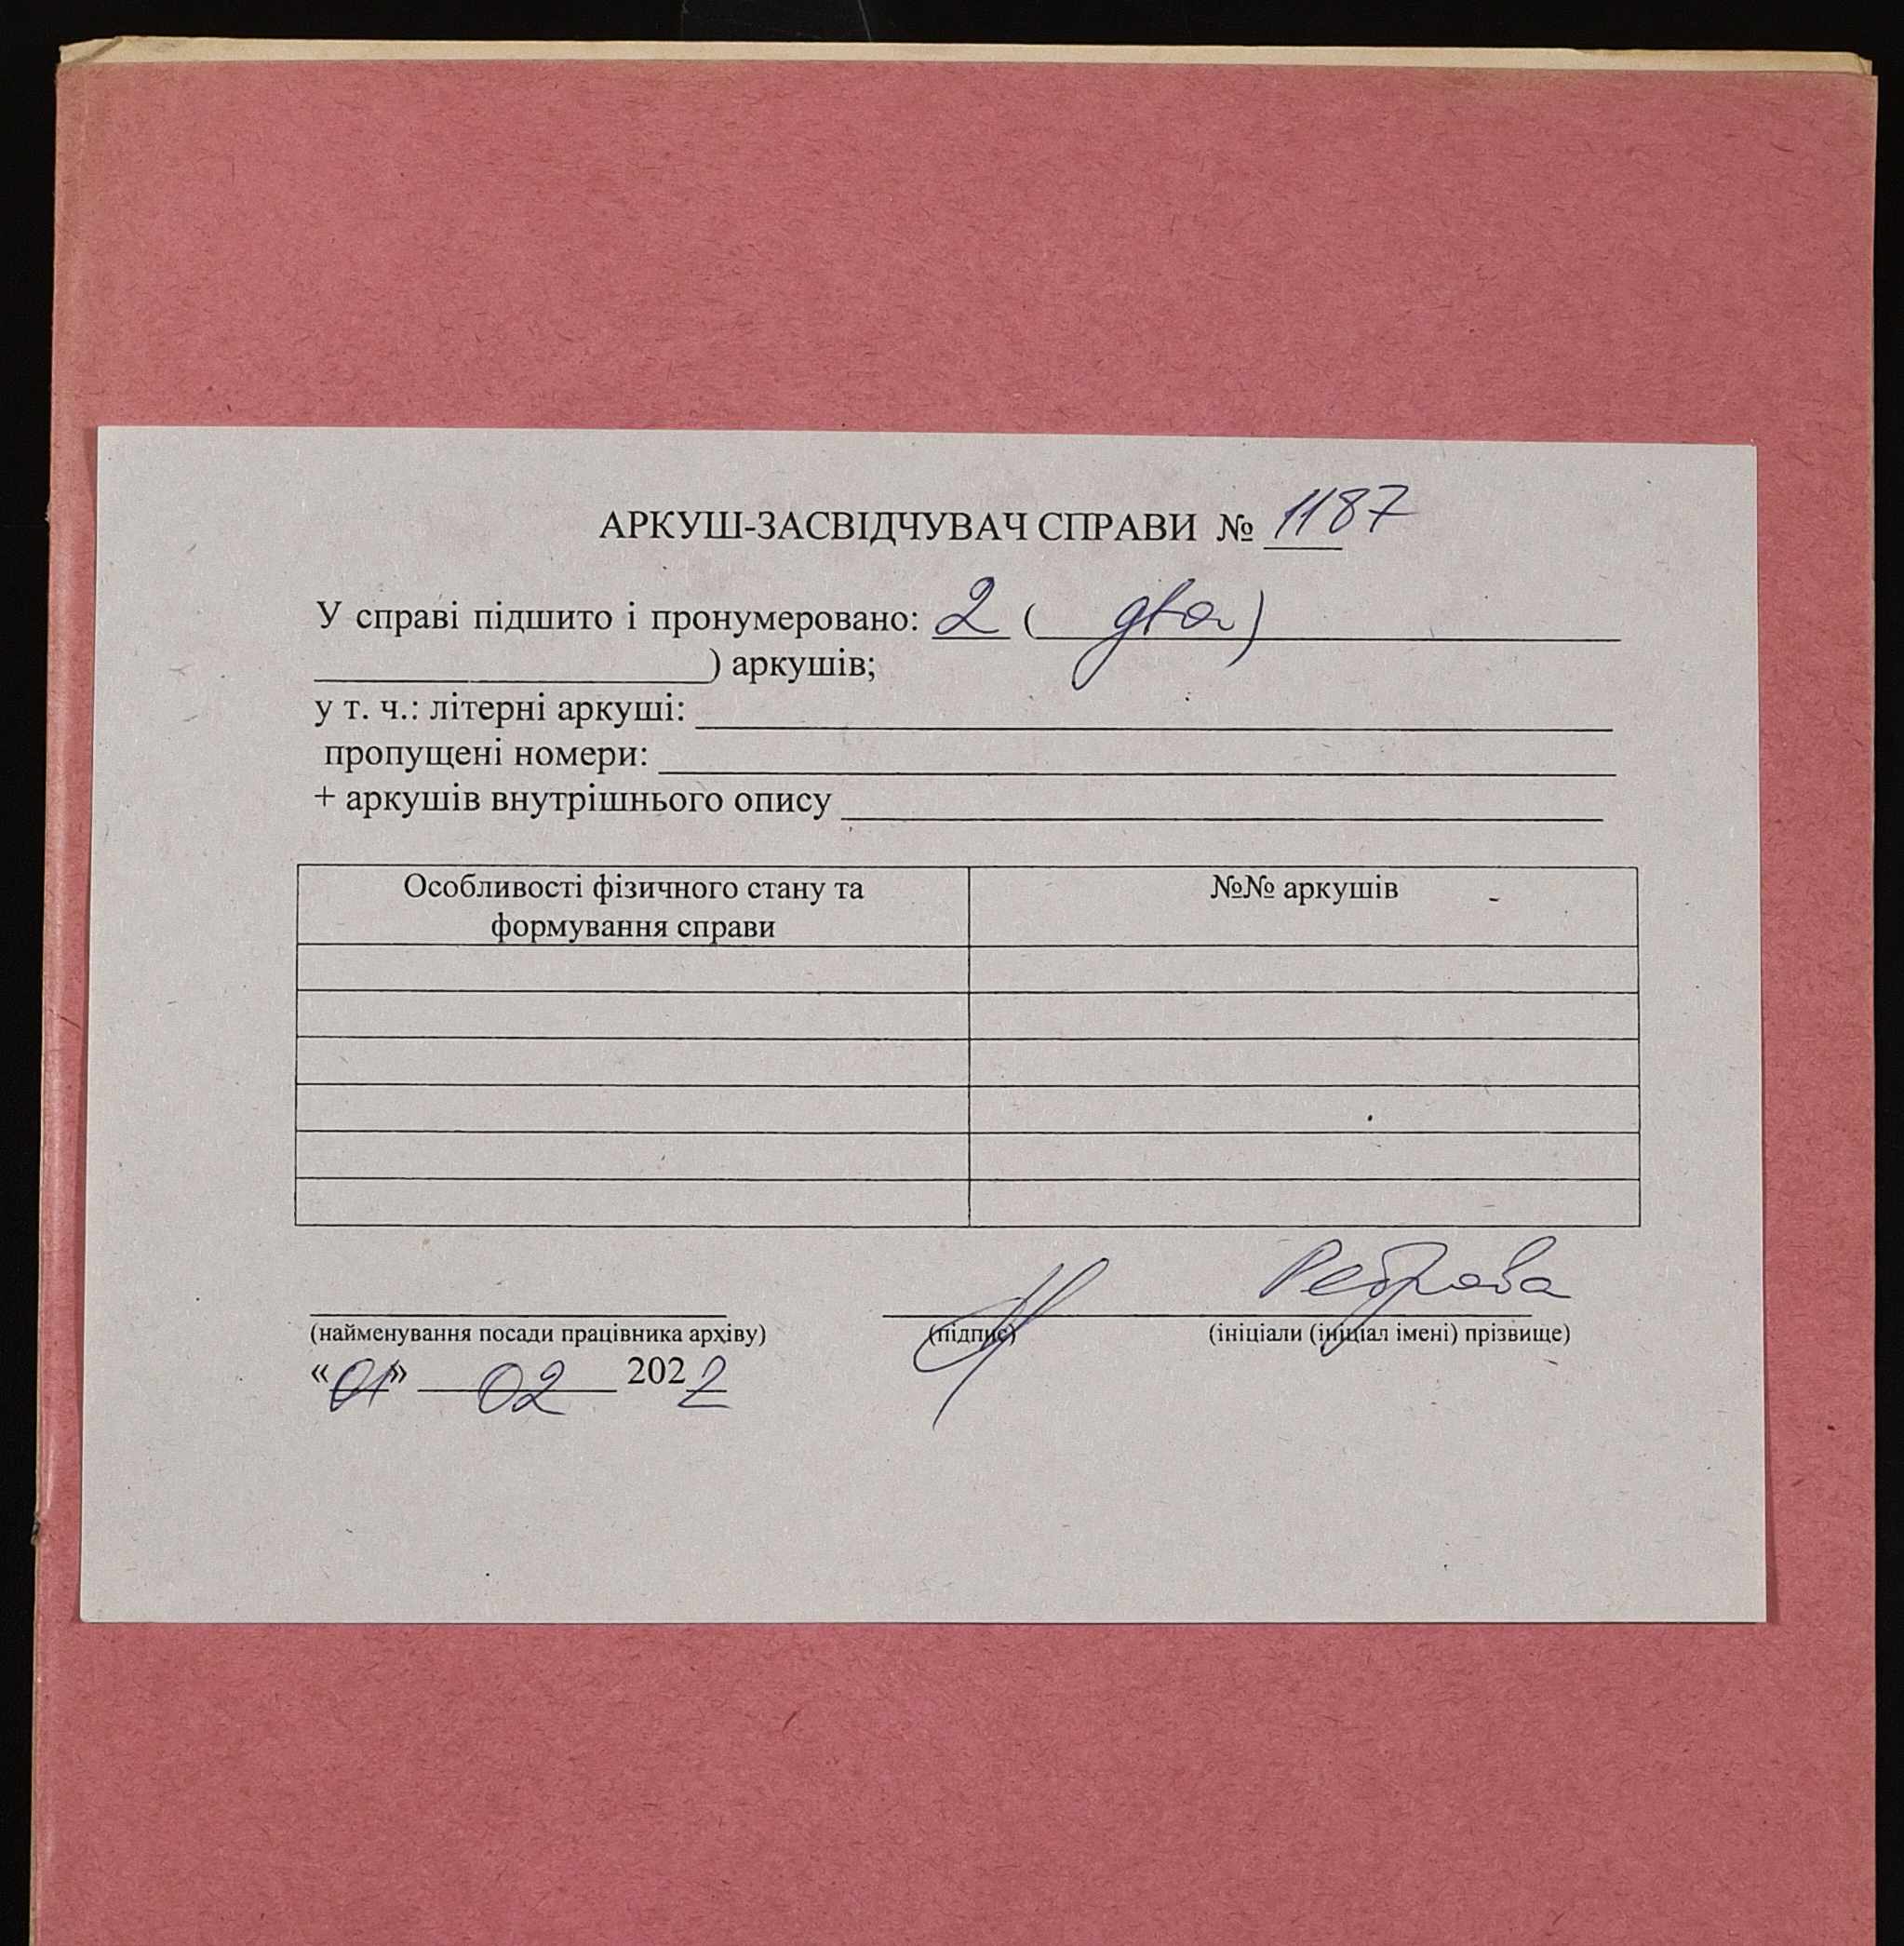 АРКУШ-ЗАСВІДЧУВАЧ СПРАВИ № 1187
У справі підшито і пронумеровано: 2 ( два)
) аркушів;
у т. ч.: літерні аркуші:
пропущені номери:
+ аркушів внутрішнього опису
Особливості фізичного стану та
формування справи
№№ аркушів
Реброва
(найменування посади працівника архіву) (підпис) (ініціали (ініціал імені) прізвище)
«01» 02 2022